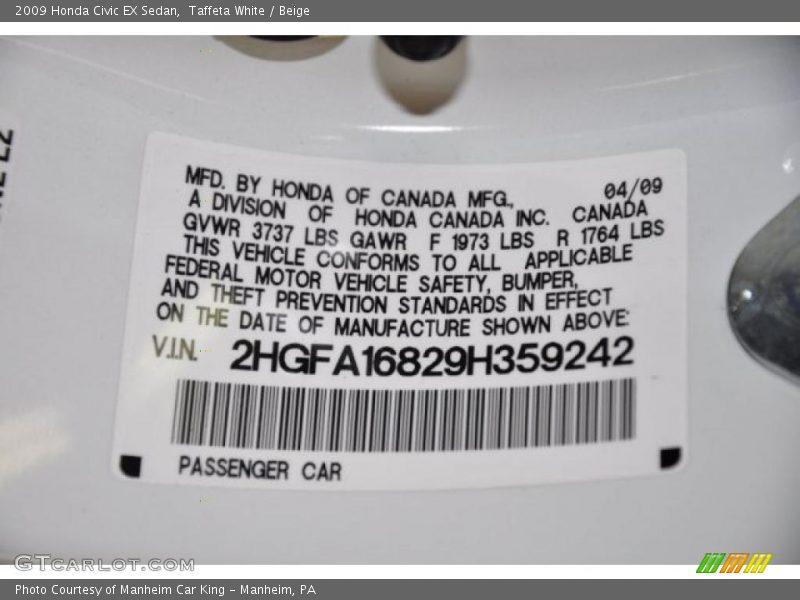 2009 Honda Civic EX Sedan,  Taffeta White / Beige
MFD. BY HONDA OF CANADA MFG., 04/09
A DIVISION OF HONDA CANADA INC. CANADA
GVWR 3737 LBS GAWR F 1973 LBS R 1764 LBS
THIS VEHICLE CONFORMS TO ALL APPLICABLE
FEDERAL MOTOR VEHICLE SAFETY, BUMPER,
AND THEFT PREVENTION STANDARDS IN EFFECT
ON THE DATE OF MANUFACTURE SHOWN ABOVE.
V.I.N. 2HGFA16829H359242
PASSENGER CAR
GTCARLOT.COM
Photo Courtesy of Manheim Car King - Manheim, PA